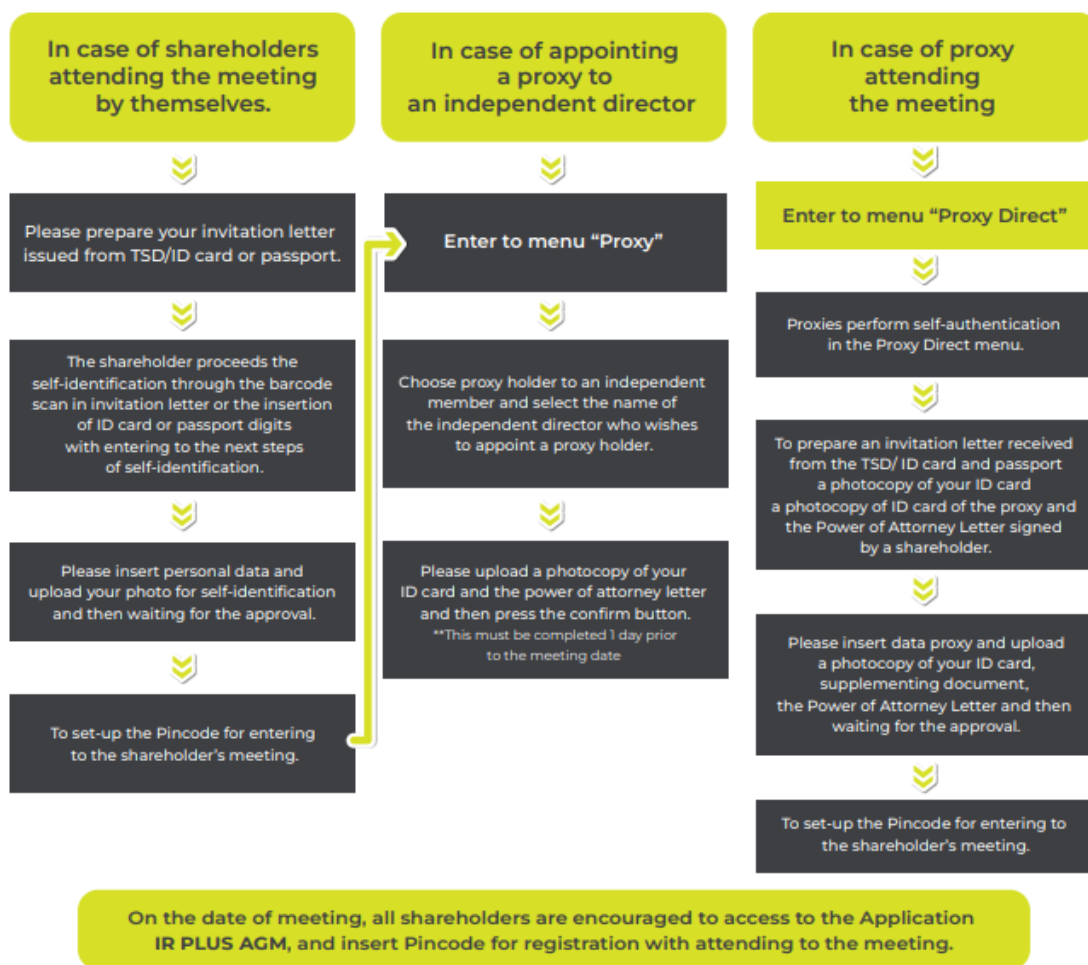 In case of shareholders
attending the meeting
by themselves.
Please prepare your invitation letter
issued from TSD/ID card or passport.
The shareholder proceeds the
self-identification through the barcode
scan in invitation letter or the insertion
of ID card or passport digits
with entering to the next steps
of self-identification.
Please insert personal data and
upload your photo for self-identification
and then waiting for the approval.
To set-up the Pincode for entering
to the shareholder's meeting.
In case of appointing
a proxy to
an independent director
Enter to menu “Proxy”
Choose proxy holder to an independent
member and select the name of
the independent director who wishes
to appoint a proxy holder.
Please upload a photocopy of your
ID card and the power of attorney letter
and then press the confirm button.
**This must be completed 1 day prior
to the meeting date
In case of proxy
attending
the meeting
Enter to menu “Proxy Direct”
Proxies perform self-authentication
in the Proxy Direct menu.
To prepare an invitation letter received
from the TSD/ ID card and passport
a photocopy of your ID card
a photocopy of ID card of the proxy and
the Power of Attorney Letter signed
by a shareholder.
Please insert data proxy and upload
a photocopy of your ID card,
supplementing document,
the Power of Attorney Letter and then
waiting for the approval.
To set-up the Pincode for entering to
the shareholder's meeting.
On the date of meeting, all shareholders are encouraged to access to the Application
IR PLUS AGM, and insert Pincode for registration with attending to the meeting.